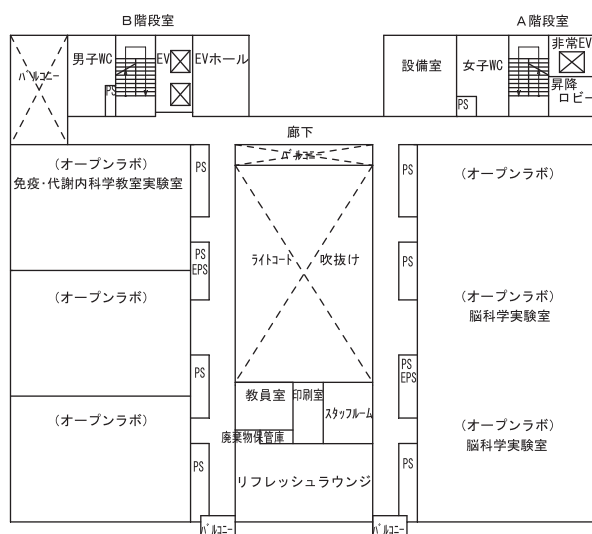 B階段室
A階段室
バルコニー
男子WC
PS
EV
EVホール
設備室
女子WC
PS
非常EV
昇降
ロビー
廊下
バルコニー
(オープンラボ)
免疫・代謝内科学教室実験室
PS
PS
EPS
(オープンラボ)
PS
(オープンラボ)
PS
ライトコート
吹抜け
教員室
印刷室
スタッフルーム
廃棄物保管庫
リフレッシュラウンジ
バルコニー
バルコニー
PS
(オープンラボ)
PS
(オープンラボ)
脳科学実験室
PS
EPS
(オープンラボ)
脳科学実験室
PS